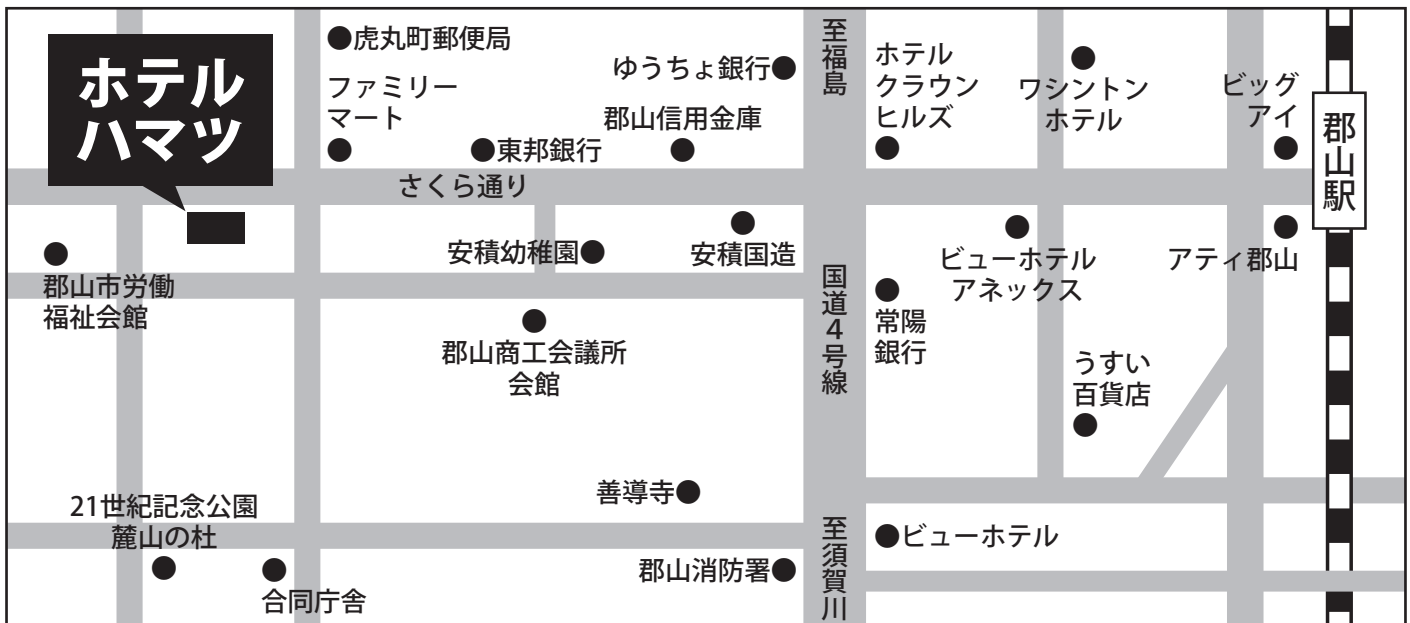 ホテル
ハマツ
虎丸町郵便局
ファミリー
マート
東邦銀行
ゆうちょ銀行
郡山信用金庫
至福島
ホテル
クラウン
ヒルズ
ワシントン
ホテル
ビッグ
アイ
郡山駅
さくら通り
郡山市労働
福祉会館
安積幼稚園
安積国造
国道4号線
ビューホテル
アネックス
アティ郡山
郡山商工会議所
会館
常陽
銀行
うすい
百貨店
21世紀記念公園
麓山の杜
合同庁舎
善導寺
郡山消防署
至須賀川
ビューホテル